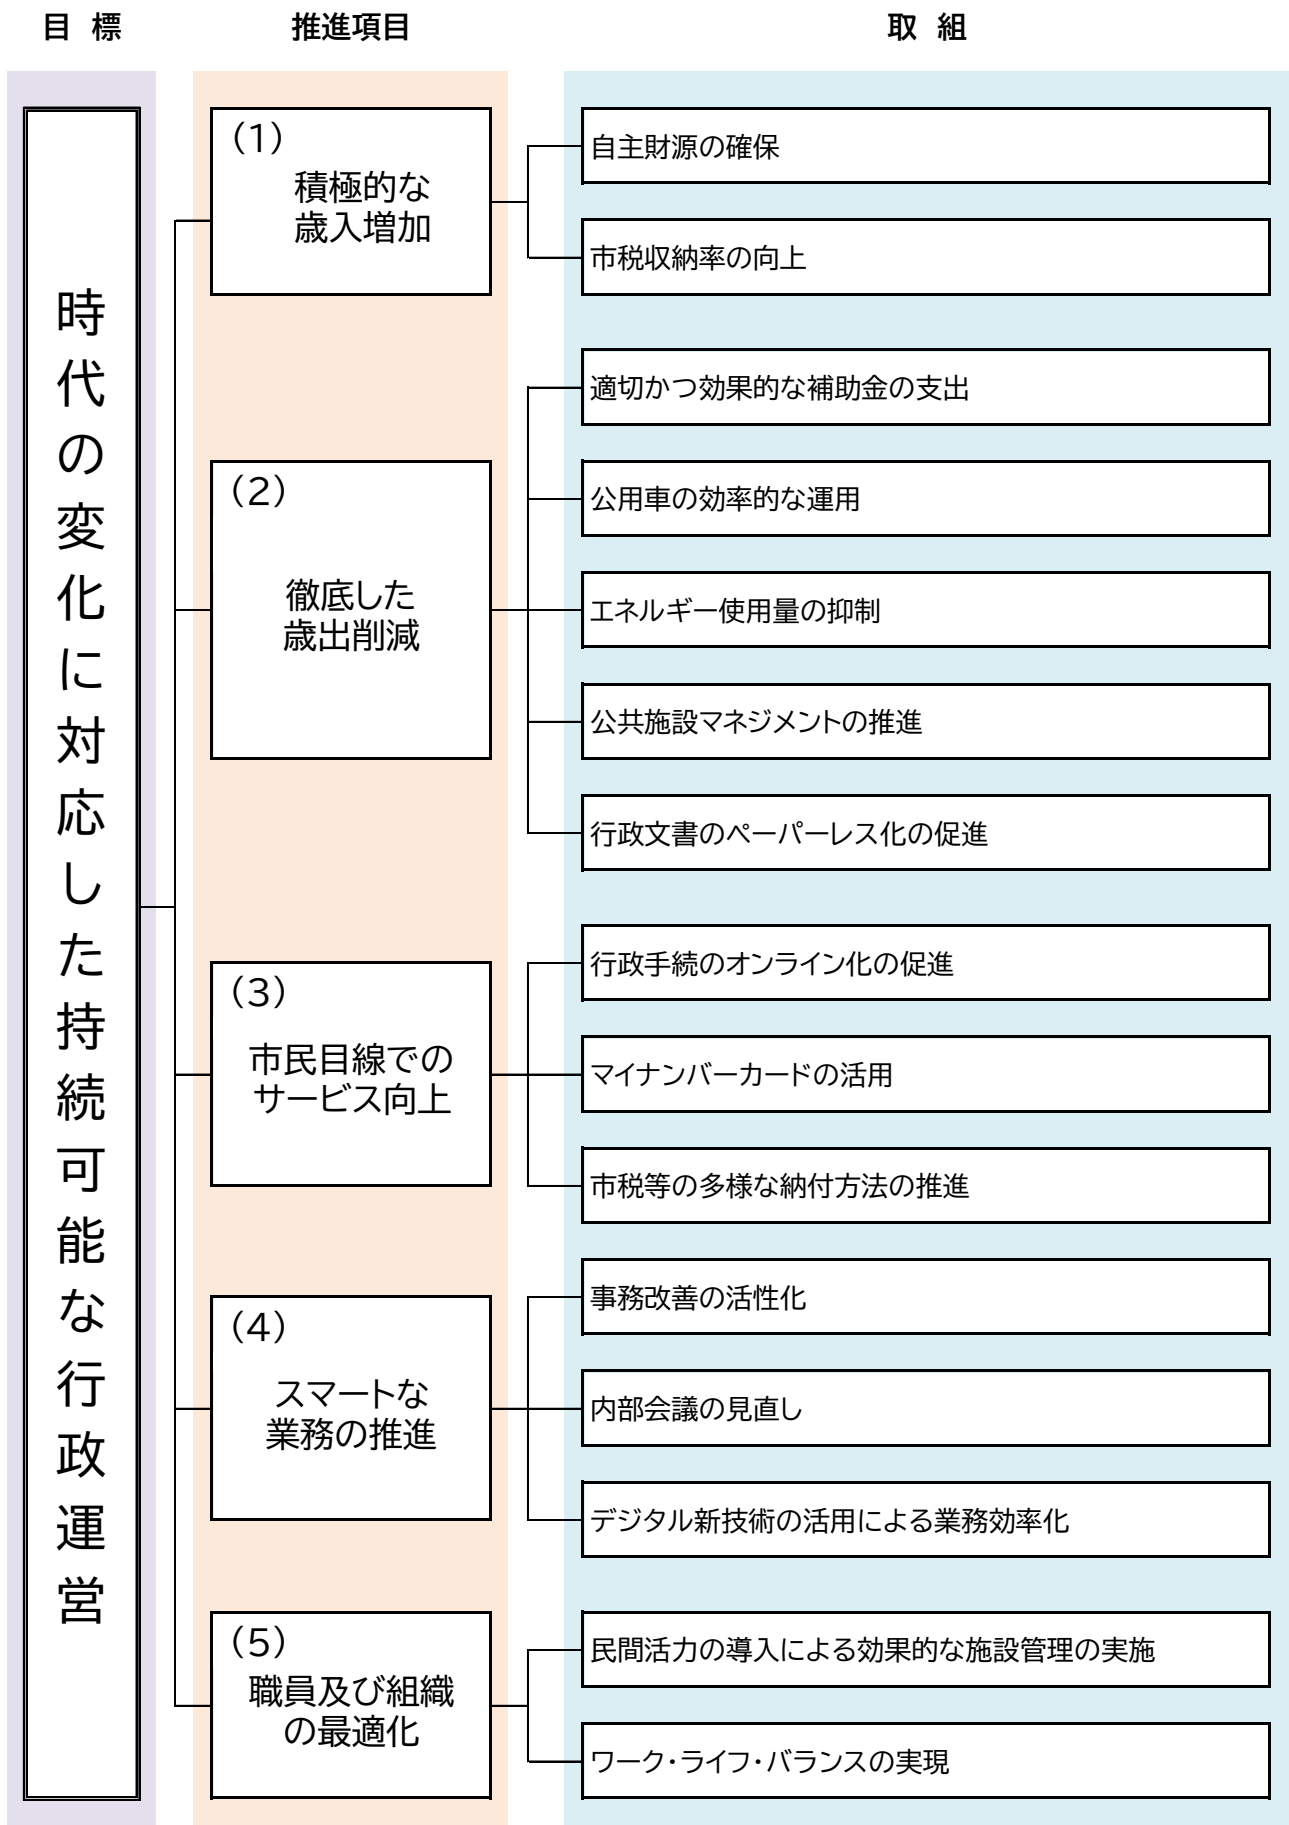 目 標
推進項目
取 組
時代の変化に対応した持続可能な行政運営
(1)
積極的な
歳入増加
自主財源の確保
市税収納率の向上
(2)
徹底した
歳出削減
適切かつ効果的な補助金の支出
公用車の効率的な運用
エネルギー使用量の抑制
公共施設マネジメントの推進
行政文書のペーパーレス化の促進
(3)
市民目線での
サービス向上
行政手続のオンライン化の促進
マイナンバーカードの活用
市税等の多様な納付方法の推進
(4)
スマートな
業務の推進
事務改善の活性化
内部会議の見直し
デジタル新技術の活用による業務効率化
(5)
職員及び組織
の最適化
民間活力の導入による効果的な施設管理の実施
ワーク・ライフ・バランスの実現